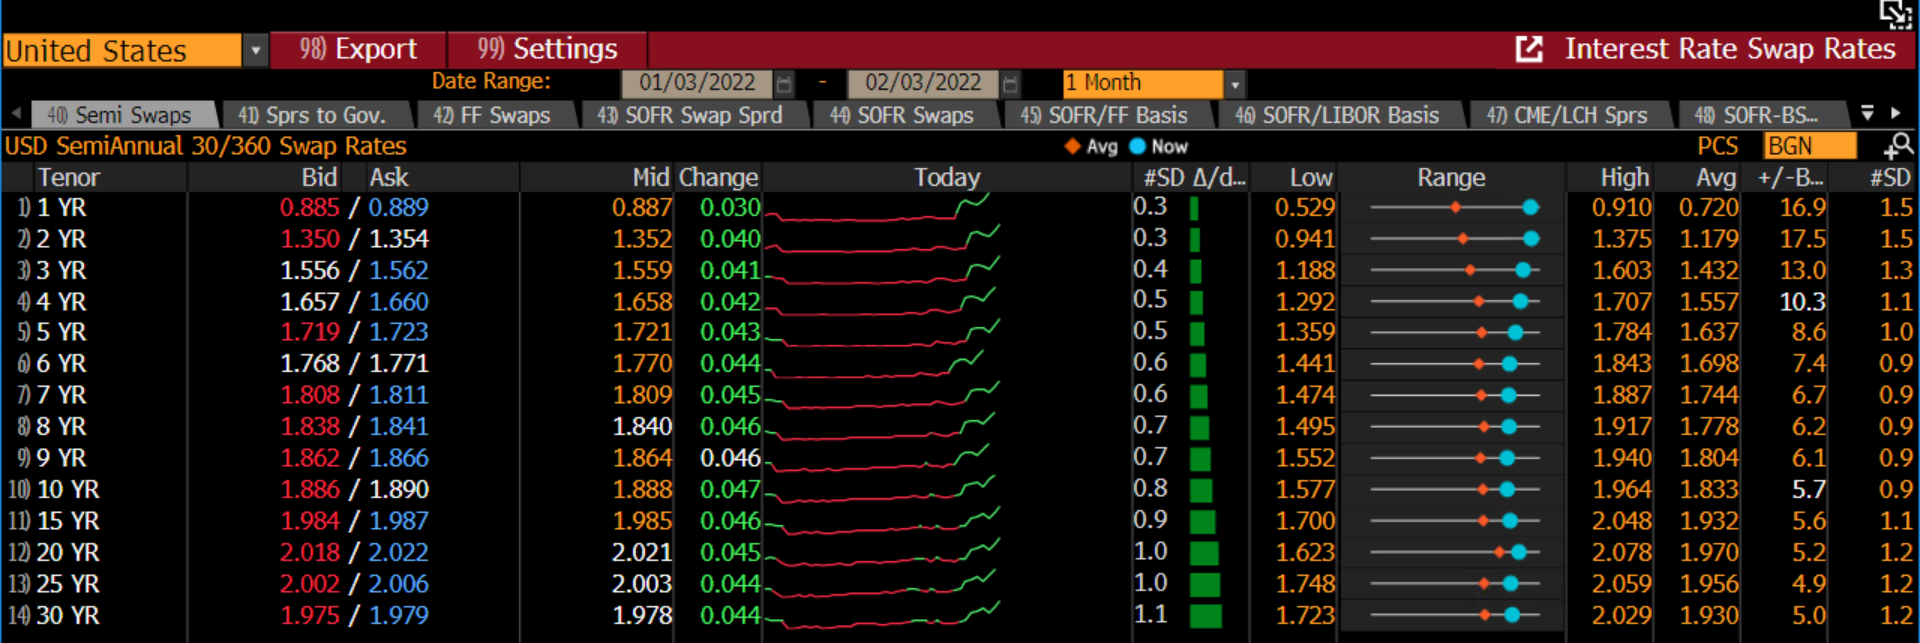 United States 98) Export 99) Settings Interest Rate Swap Rates
Date Range: 01/03/2022 - 02/03/2022 1 Month
40) Semi Swaps 41) Sprs to Gov. 42) FF Swaps 43) SOFR Swap Sprd 44) SOFR Swaps 45) SOFR/FF Basis 46) SOFR/LIBOR Basis 47) CME/LCH Sprs 48) SOFR-BS...
USD SemiAnnual 30/360 Swap Rates Avg Now PCS BGN
Tenor Bid Ask Mid Change Today #SD Δ/d... Low Range High Avg +/-B... #SD
1) 1 YR 0.885 / 0.889 0.887 0.030 0.3 0.529 0.910 0.720 16.9 1.5
2) 2 YR 1.350 / 1.354 1.352 0.040 0.3 0.941 1.375 1.179 17.5 1.5
3) 3 YR 1.556 / 1.562 1.559 0.041 0.4 1.188 1.603 1.432 13.0 1.3
4) 4 YR 1.657 / 1.660 1.658 0.042 0.5 1.292 1.707 1.557 10.3 1.1
5) 5 YR 1.719 / 1.723 1.721 0.043 0.5 1.359 1.784 1.637 8.6 1.0
6) 6 YR 1.768 / 1.771 1.770 0.044 0.6 1.441 1.843 1.698 7.4 0.9
7) 7 YR 1.808 / 1.811 1.809 0.045 0.6 1.474 1.887 1.744 6.7 0.9
8) 8 YR 1.838 / 1.841 1.840 0.046 0.7 1.495 1.917 1.778 6.2 0.9
9) 9 YR 1.862 / 1.866 1.864 0.046 0.7 1.552 1.940 1.804 6.1 0.9
10) 10 YR 1.886 / 1.890 1.888 0.047 0.8 1.577 1.964 1.833 5.7 0.9
11) 15 YR 1.984 / 1.987 1.985 0.046 0.9 1.700 2.048 1.932 5.6 1.1
12) 20 YR 2.018 / 2.022 2.021 0.045 1.0 1.623 2.078 1.970 5.2 1.2
13) 25 YR 2.002 / 2.006 2.003 0.044 1.0 1.748 2.059 1.956 4.9 1.2
14) 30 YR 1.975 / 1.979 1.978 0.044 1.1 1.723 2.029 1.930 5.0 1.2